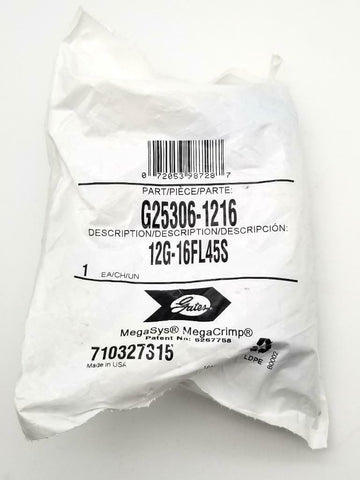 0 72053 98728 7
PART/PIÈCE/PARTE:
G25306-1216
DESCRIPTION/DESCRIPTION/DESCRIPCIÓN:
12G-16FL45S
1 EA/CH/UN
Gates
MegaSys® MegaCrimp®
Patent No: 5267758
710327315
Made in USA
LDPE